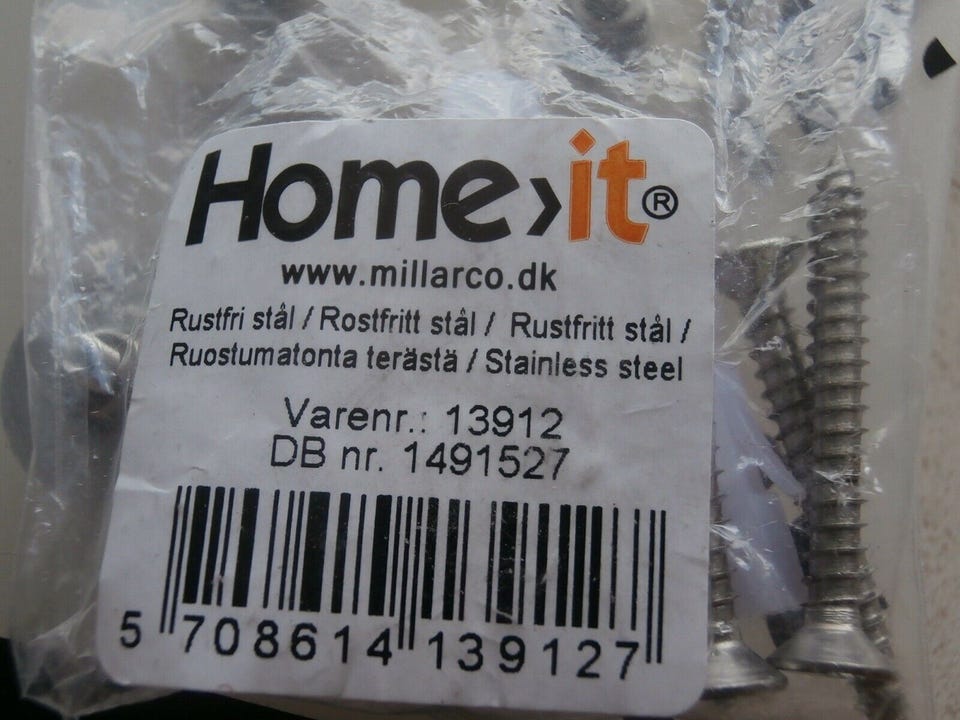 Home>it®
www.millarco.dk
Rustfri stål / Rostfritt stål / Rustfritt stål /
Ruostumatonta terästä / Stainless steel
Varenr.: 13912
DB nr. 1491527
5 708614 139127